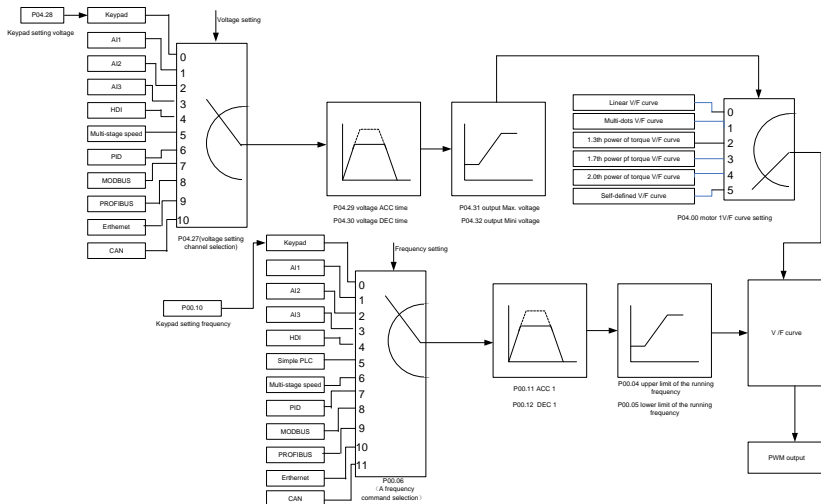 P04.28
Keypad setting voltage
Keypad
AI1
AI2
AI3
HDI
Multi-stage speed
PID
MODBUS
PROFIBUS
Erthernet
CAN
Voltage setting
0
1
2
3
4
5
6
7
8
9
10
P04.27(voltage setting
channel selection)
P04.29 voltage ACC time
P04.30 voltage DEC time
P04.31 output Max. voltage
P04.32 output Mini voltage
Linear V/F curve
Multi-dots V/F curve
1.3th power of torque V/F curve
1.7th power pf torque V/F curve
2.0th power of torque V/F curve
Self-defined V/F curve
0
1
2
3
4
5
P04.00 motor 1V/F curve setting
P00.10
Keypad setting frequency
Keypad
AI1
AI2
AI3
HDI
Simple PLC
Multi-stage speed
PID
MODBUS
PROFIBUS
Erthernet
CAN
Frequency setting
0
1
2
3
4
5
6
7
8
9
10
11
P00.06
(A frequency
command selection)
P00.11 ACC 1
P00.12 DEC 1
P00.04 upper limit of the running
frequency
P00.05 lower limit of the running
frequency
V /F curve
PWM output